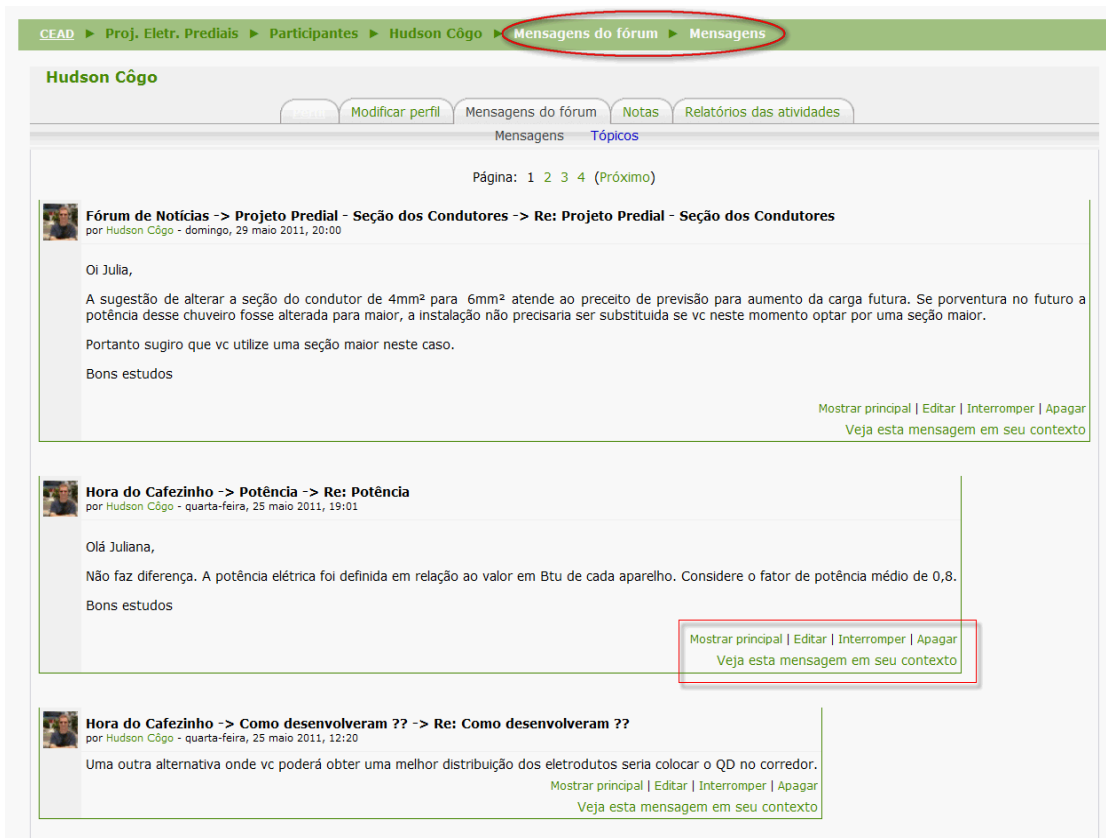 CEAD ► Proj. Eletr. Prediais ► Participantes ► Hudson Côgo ► Mensagens do fórum ► Mensagens
Hudson Côgo
Perfil Modificar perfil Mensagens do fórum Notas Relatórios das atividades
Mensagens Tópicos
Página: 1 2 3 4 (Próximo)
Fórum de Notícias -> Projeto Predial - Seção dos Condutores -> Re: Projeto Predial - Seção dos Condutores
por Hudson Côgo - domingo, 29 maio 2011, 20:00
Oi Julia,
A sugestão de alterar a seção do condutor de 4mm² para 6mm² atende ao preceito de previsão para aumento da carga futura. Se porventura no futuro a
potência desse chuveiro fosse alterada para maior, a instalação não precisaria ser substituida se vc neste momento optar por uma seção maior.
Portanto sugiro que vc utilize uma seção maior neste caso.
Bons estudos
Mostrar principal | Editar | Interromper | Apagar
Veja esta mensagem em seu contexto
Hora do Cafezinho -> Potência -> Re: Potência
por Hudson Côgo - quarta-feira, 25 maio 2011, 19:01
Olá Juliana,
Não faz diferença. A potência elétrica foi definida em relação ao valor em Btu de cada aparelho. Considere o fator de potência médio de 0,8.
Bons estudos
Mostrar principal | Editar | Interromper | Apagar
Veja esta mensagem em seu contexto
Hora do Cafezinho -> Como desenvolveram ?? -> Re: Como desenvolveram ??
por Hudson Côgo - quarta-feira, 25 maio 2011, 12:20
Uma outra alternativa onde vc poderá obter uma melhor distribuição dos eletrodutos seria colocar o QD no corredor.
Mostrar principal | Editar | Interromper | Apagar
Veja esta mensagem em seu contexto